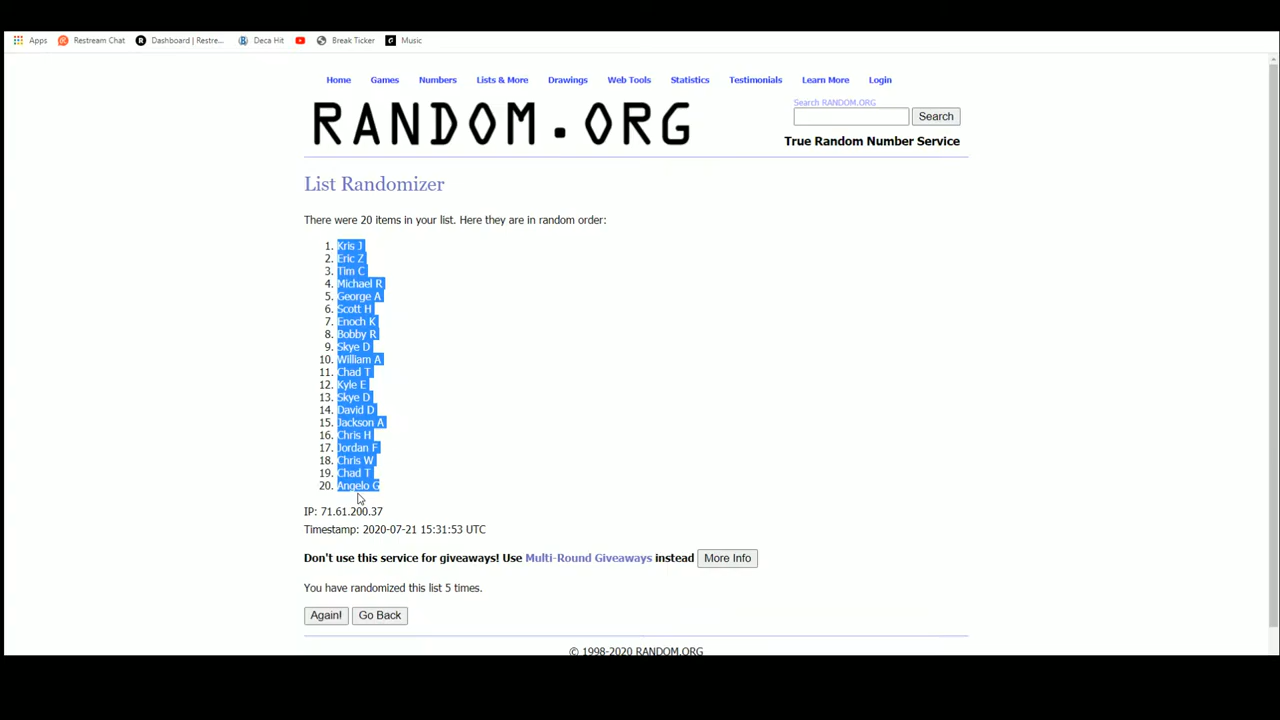 Apps Restream Chat Dashboard | Restre... Deca Hit Break Ticker Music
Home Games Numbers Lists & More Drawings Web Tools Statistics Testimonials Learn More Login
RANDOM.ORG
Search RANDOM.ORG
Search
True Random Number Service
List Randomizer
There were 20 items in your list. Here they are in random order:
1. Kris J
2. Eric Z
3. Tim C
4. Michael R
5. George A
6. Scott H
7. Enoch K
8. Bobby R
9. Skye D
10. William A
11. Chad T
12. Kyle E
13. Skye D
14. David D
15. Jackson A
16. Chris H
17. Jordan F
18. Chris W
19. Chad T
20. Angelo G
IP: 71.61.200.37
Timestamp: 2020-07-21 15:31:53 UTC
Don't use this service for giveaways! Use Multi-Round Giveaways instead More Info
You have randomized this list 5 times.
Again! Go Back
© 1998-2020 RANDOM.ORG